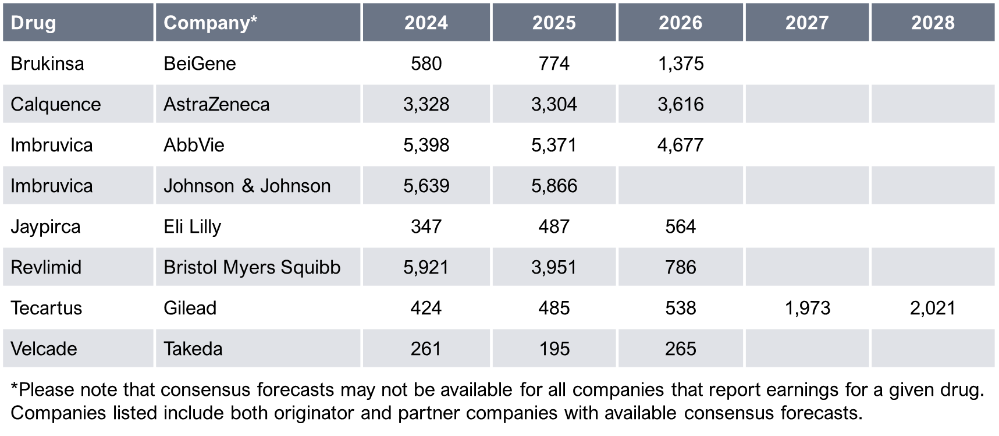 Drug Company* 2024 2025 2026 2027 2028
Brukinsa BeiGene 580 774 1,375
Calquence AstraZeneca 3,328 3,304 3,616
Imbruvica AbbVie 5,398 5,371 4,677
Imbruvica Johnson & Johnson 5,639 5,866
Jaypirca Eli Lilly 347 487 564
Revlimid Bristol Myers Squibb 5,921 3,951 786
Tecartus Gilead 424 485 538 1,973 2,021
Velcade Takeda 261 195 265
*Please note that consensus forecasts may not be available for all companies that report earnings for a given drug.
Companies listed include both originator and partner companies with available consensus forecasts.